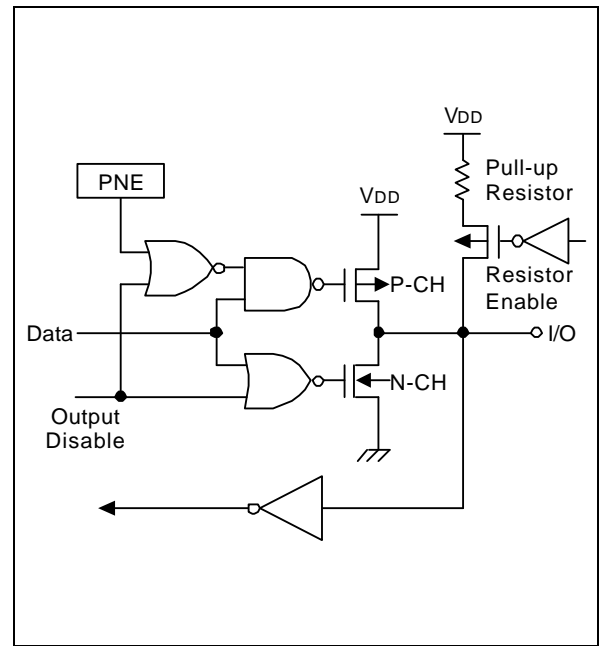 VDD
Pull-up
Resistor
PNE
VDD
P-CH
Resistor
Enable
Data
I/O
N-CH
Output
Disable